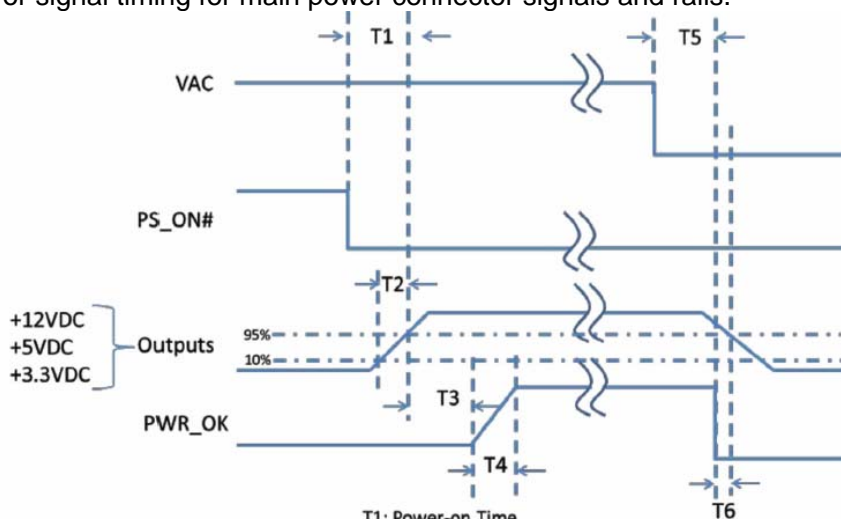 or signal timing for main power connector signals and rails.
T1
T5
VAC
PS_ON#
T2
+12VDC
+5VDC
+3.3VDC
Outputs
95%
10%
T3
PWR_OK
T4
T6
T1: Power-on Time